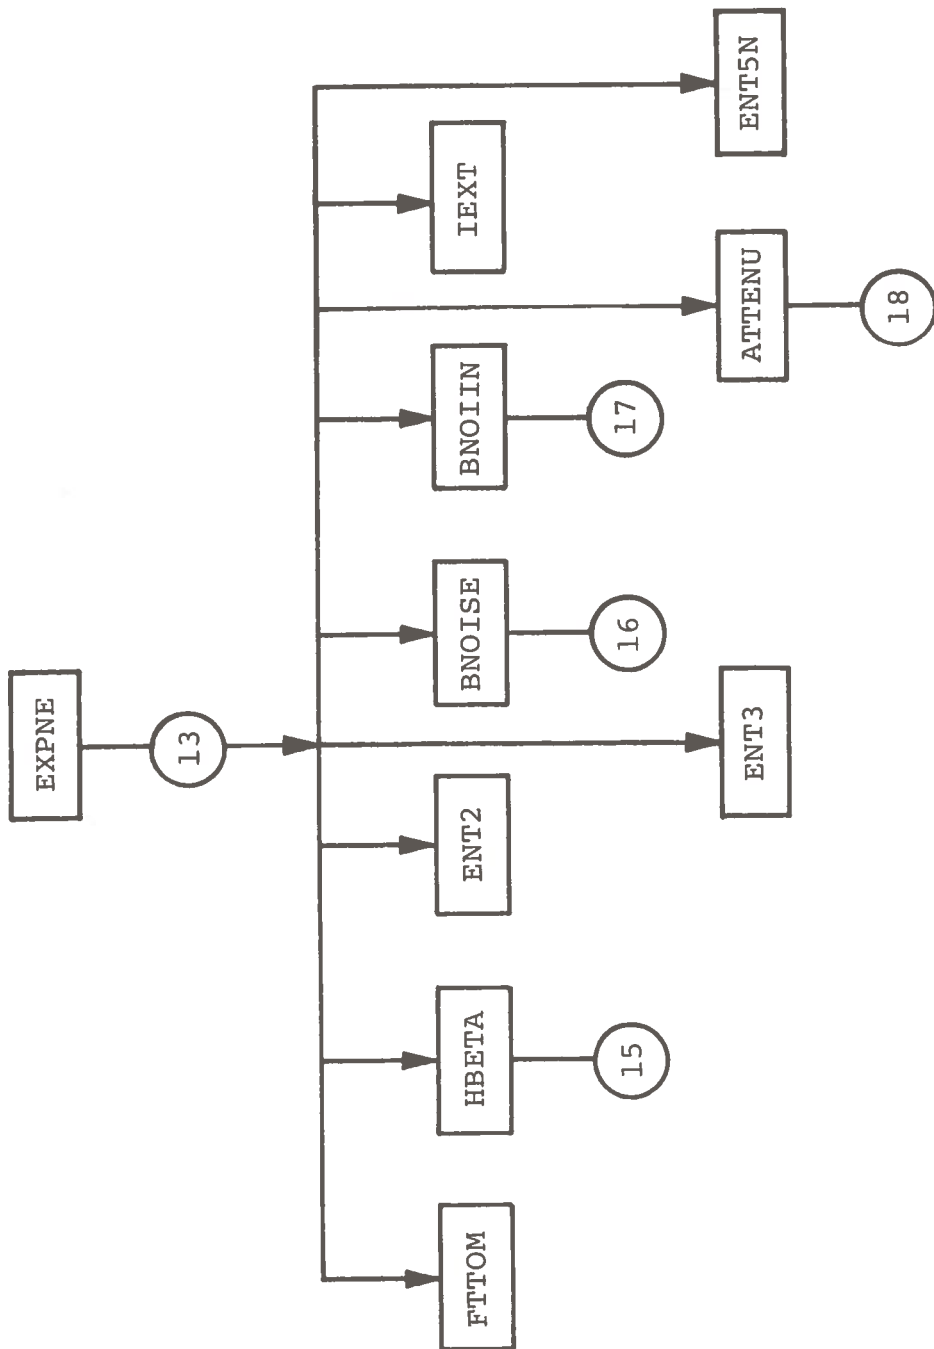 EXPNE
13
FTTOM
HBETA
ENT2
BNOISE
BNOIIN
IEXT
15
16
17
ENT3
ATTENU
ENT5N
18